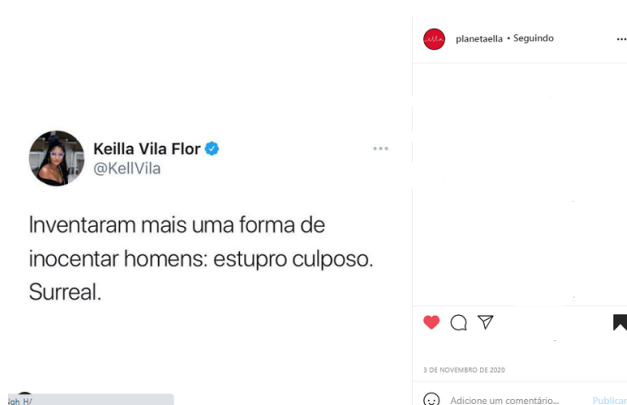 planetaella • Seguindo
Keilla Vila Flor
@KellVila
Inventaram mais uma forma de
inocentar homens: estupro culposo.
Surreal.
3 DE NOVEMBRO DE 2020
Adicione um comentário... Publicar